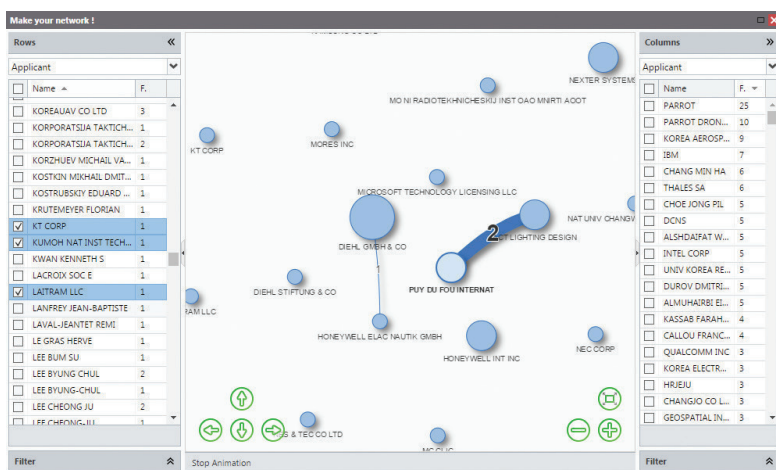 Make your network !
Rows
Applicant
Name F.
KOREAUAV CO LTD 3
KORPORATSIJA TAKTICH... 1
KORPORATSIJA TAKTICH... 2
KORZHUEV MICHAIL VA... 1
KOSTKIN MIKHAIL DMIT... 1
KOSTRUBSKIY EDUARD ... 1
KRUTEMEYER FLORIAN 1
KT CORP 1
KUMOH NAT INST TECH... 1
KWAN KENNETH S 1
LACROIX SOC E 1
LAITRAM LLC 1
LANFREY JEAN-BAPTISTE 1
LAVAL-JEANTET REMI 1
LE GRAS HERVE 1
LEE BUM SU 1
LEE BYUNG CHUL 2
LEE BYUNG-CHUL 1
LEE CHEONG JU 2
LEE CHEONG-JU 1
Filter
NEXTER SYSTEMS
MO NI RADIOTEKHNICHESKIJ INST OAO MNIRTI AOOT
MORES INC
KT CORP
MICROSOFT TECHNOLOGY LICENSING LLC
NAT UNIV CHANGW
LIGHTING DESIGN
2
DIEHL GMBH & CO
1
PUY DU FOU INTERNAT
DIEHL STIFTUNG & CO
RAM LLC
HONEYWELL ELAC NAUTIK GMBH
NEC CORP
HONEYWELL INT INC
S & TEC CO LTD
MC CLIC
Stop Animation
Columns
Applicant
Name F.
PARROT 25
PARROT DRON... 10
KOREA AEROSP... 9
IBM 7
CHANG MIN HA 6
THALES SA 6
CHOE JONG PIL 5
DCNS 5
ALSHDAIFAT W... 5
INTEL CORP 5
UNIV KOREA RE... 5
DUROV DMITRI... 5
ALMUHAIRBI EI... 5
KASSAB FARAH... 4
CALLOU FRANC... 4
QUALCOMM INC 3
KOREA ELECTR... 3
HRJEJU 3
CHANGJO CO L... 3
GEOSPATIAL IN... 3
Filter